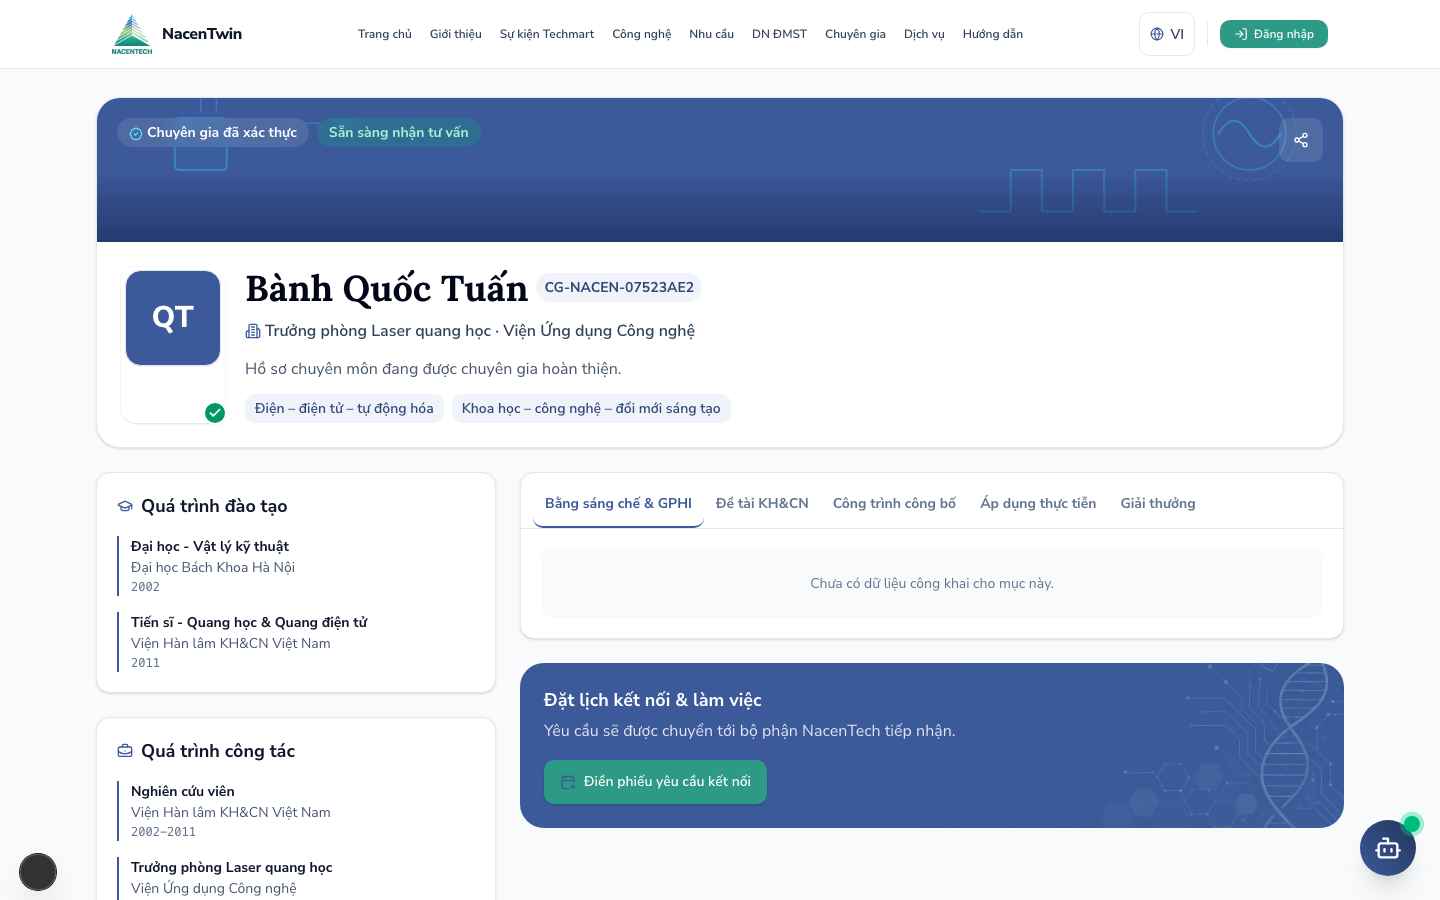 NACENTECH
NacenTwin
Trang chủ
Giới thiệu
Sự kiện Techmart
Công nghệ
Nhu cầu
DN ĐMST
Chuyên gia
Dịch vụ
Hướng dẫn
VI
Đăng nhập
Chuyên gia đã xác thực
Sẵn sàng nhận tư vấn
QT
Bành Quốc Tuấn
CG-NACEN-07523AE2
Trưởng phòng Laser quang học · Viện Ứng dụng Công nghệ
Hồ sơ chuyên môn đang được chuyên gia hoàn thiện.
Điện – điện tử – tự động hóa
Khoa học – công nghệ – đổi mới sáng tạo
Quá trình đào tạo
Đại học - Vật lý kỹ thuật
Đại học Bách Khoa Hà Nội
2002
Tiến sĩ - Quang học & Quang điện tử
Viện Hàn lâm KH&CN Việt Nam
2011
Quá trình công tác
Nghiên cứu viên
Viện Hàn lâm KH&CN Việt Nam
2002–2011
Trưởng phòng Laser quang học
Viện Ứng dụng Công nghệ
Bằng sáng chế & GPHI
Đề tài KH&CN
Công trình công bố
Áp dụng thực tiễn
Giải thưởng
Chưa có dữ liệu công khai cho mục này.
Đặt lịch kết nối & làm việc
Yêu cầu sẽ được chuyển tới bộ phận NacenTech tiếp nhận.
Điền phiếu yêu cầu kết nối